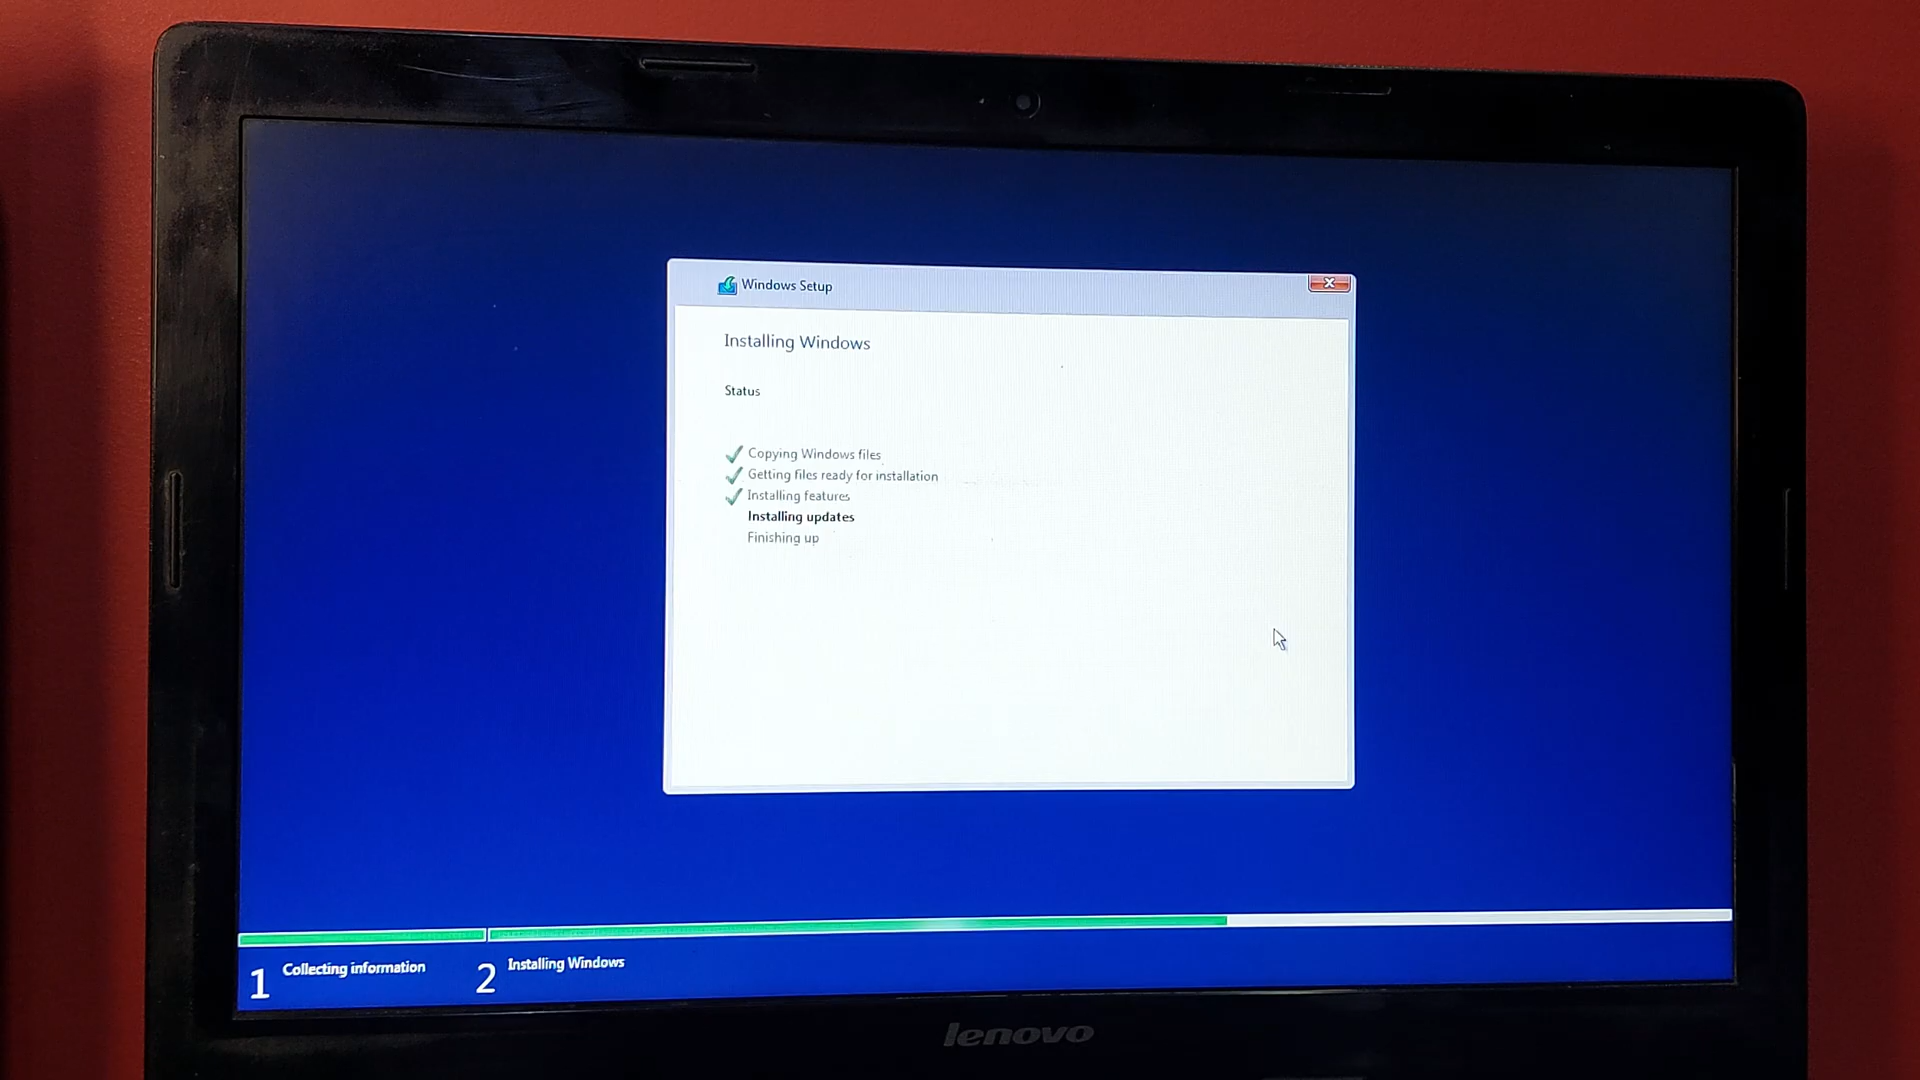 Windows Setup
Installing Windows
Status
Copying Windows files
Getting files ready for installation
Installing features
Installing updates
Finishing up
1 Collecting information
2 Installing Windows
lenovo